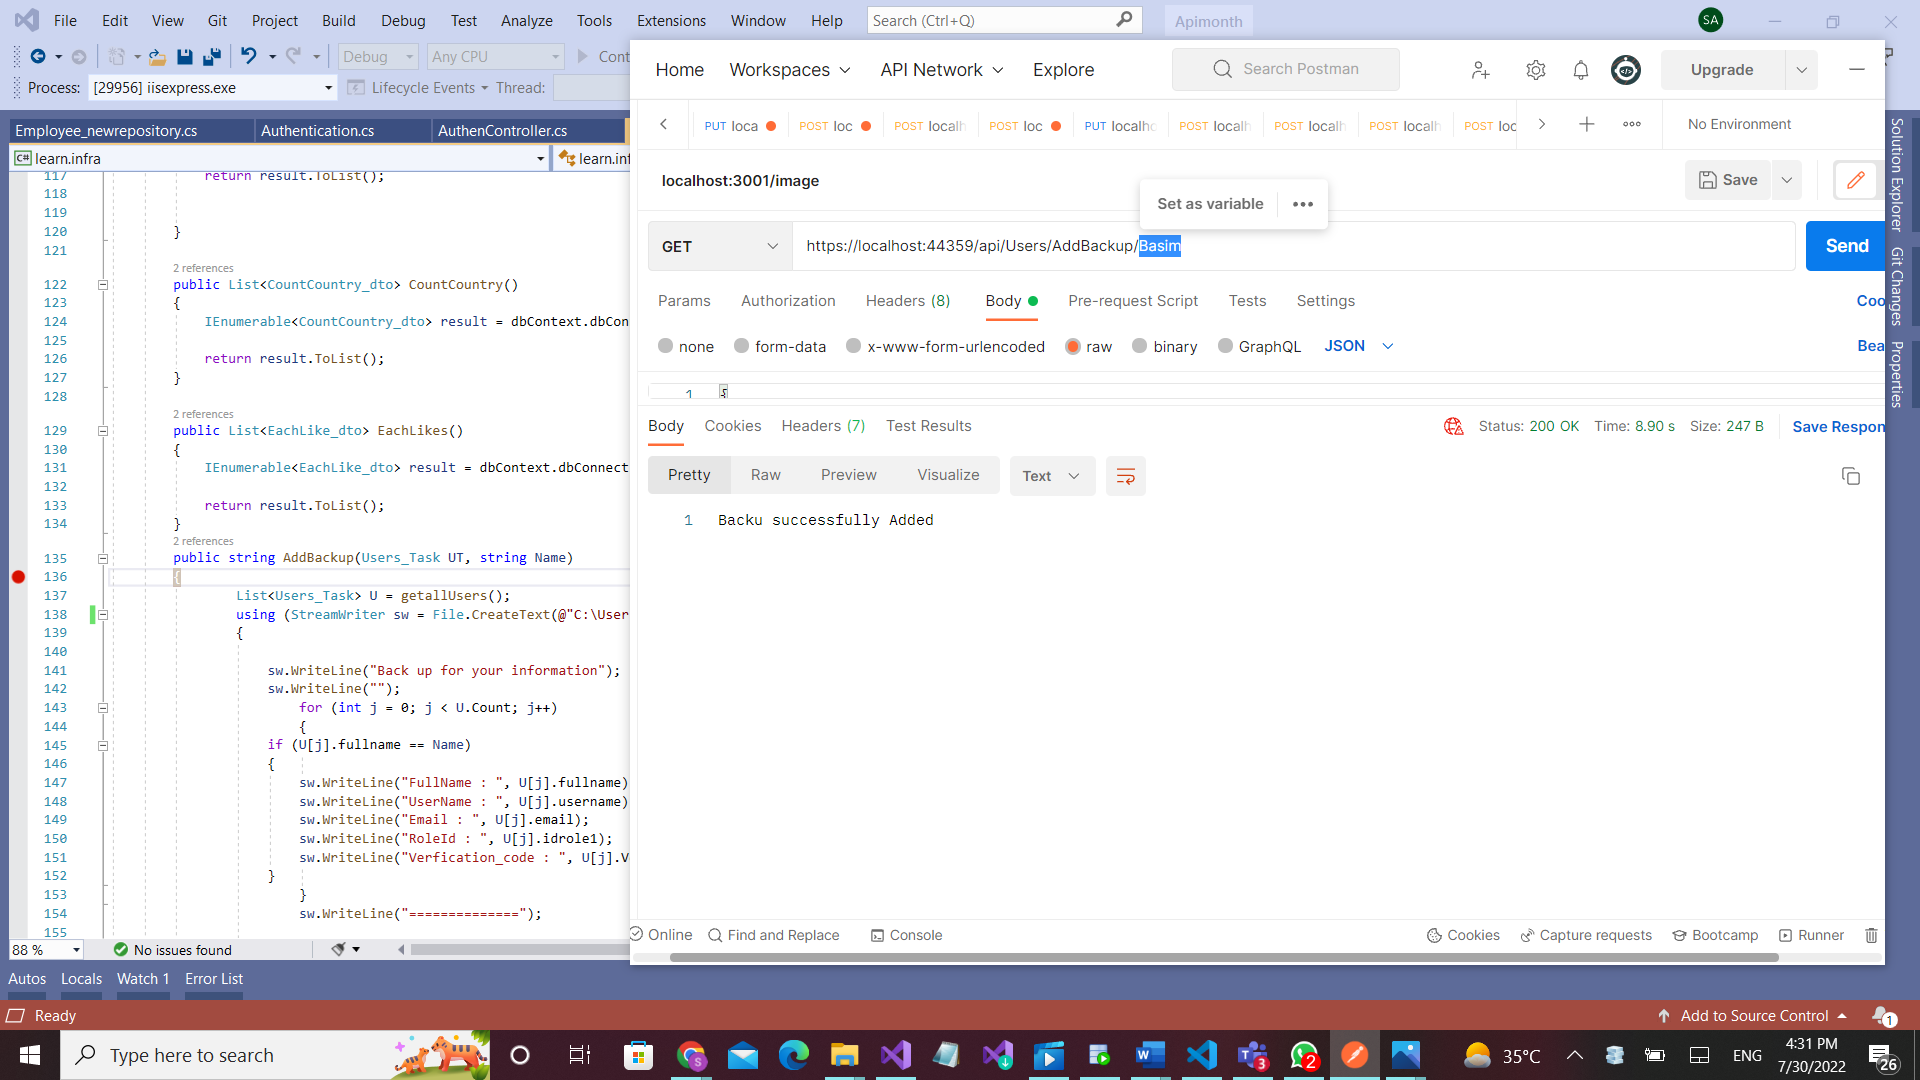 File Edit View Git Project Build Debug Test Analyze Tools Extensions Window Help Search (Ctrl+Q) Apimonth SA
Debug Any CPU Cont
Process: [29956] iisexpress.exe Lifecycle Events Thread:
Employee_newrepository.cs Authentication.cs AuthenController.cs
C# learn.infra learn.inf
117 return result.ToList();
118
119
120 }
121
2 references
122 public List<CountCountry_dto> CountCountry()
123 {
124 IEnumerable<CountCountry_dto> result = dbContext.dbCon
125
126 return result.ToList();
127 }
128
2 references
129 public List<EachLike_dto> EachLikes()
130 {
131 IEnumerable<EachLike_dto> result = dbContext.dbConnect
132
133 return result.ToList();
134 }
2 references
135 public string AddBackup(Users_Task UT, string Name)
136 {
137 List<Users_Task> U = getallUsers();
138 using (StreamWriter sw = File.CreateText(@"C:\User
139 {
140
141 sw.WriteLine("Back up for your information");
142 sw.WriteLine("");
143 for (int j = 0; j < U.Count; j++)
144 {
145 if (U[j].fullname == Name)
146 {
147 sw.WriteLine("FullName : ", U[j].fullname)
148 sw.WriteLine("UserName : ", U[j].username)
149 sw.WriteLine("Email : ", U[j].email);
150 sw.WriteLine("RoleId : ", U[j].idrole1);
151 sw.WriteLine("Verfication_code : ", U[j].V
152 }
153 }
154 sw.WriteLine("==============");
155
88 % No issues found
Autos Locals Watch 1 Error List
Ready
Home Workspaces API Network Explore Search Postman Upgrade
PUT loca POST loc POST localh POST loc PUT localhc POST localh POST localh POST localh POST loc No Environment
localhost:3001/image Save
Set as variable
GET https://localhost:44359/api/Users/AddBackup/Basim Send
Params Authorization Headers (8) Body Pre-request Script Tests Settings Coo
none form-data x-www-form-urlencoded raw binary GraphQL JSON Bea
1 {
Body Cookies Headers (7) Test Results Status: 200 OK Time: 8.90 s Size: 247 B Save Respon
Pretty Raw Preview Visualize Text
1 Backu successfully Added
Online Find and Replace Console Cookies Capture requests Bootcamp Runner
Solution Explorer
Git Changes
Properties
Add to Source Control 1
Type here to search 3 2 35°C ENG 4:31 PM
7/30/2022 26